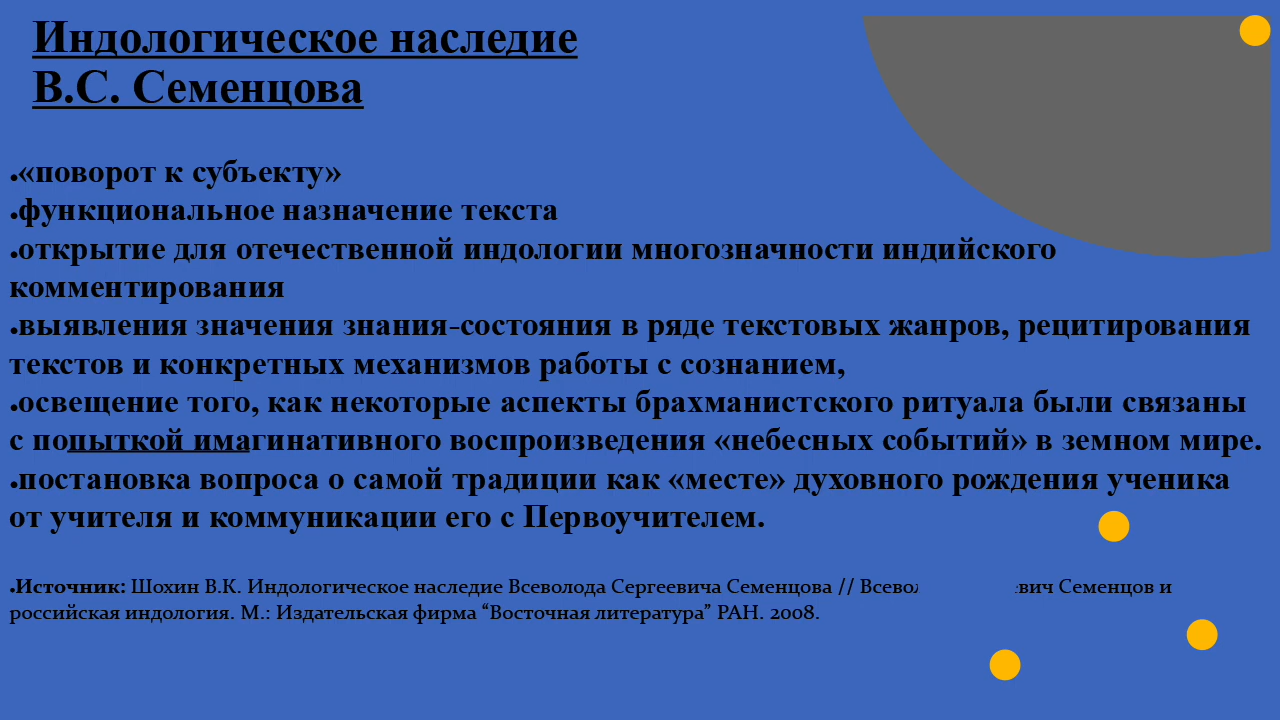 Индологическое наследие
В.С. Семенцова
•«поворот к субъекту»
•функциональное назначение текста
•открытие для отечественной индологии многозначности индийского
комментирования
•выявления значения знания-состояния в ряде текстовых жанров, рецитирования
текстов и конкретных механизмов работы с сознанием,
•освещение того, как некоторые аспекты брахманистского ритуала были связаны
с попыткой имагинативного воспроизведения «небесных событий» в земном мире.
•постановка вопроса о самой традиции как «месте» духовного рождения ученика
от учителя и коммуникации его с Первоучителем.
•Источник: Шохин В.К. Индологическое наследие Всеволода Сергеевича Семенцова // Всевол вич Семенцов и
российская индология. М.: Издательская фирма “Восточная литература” РАН. 2008.